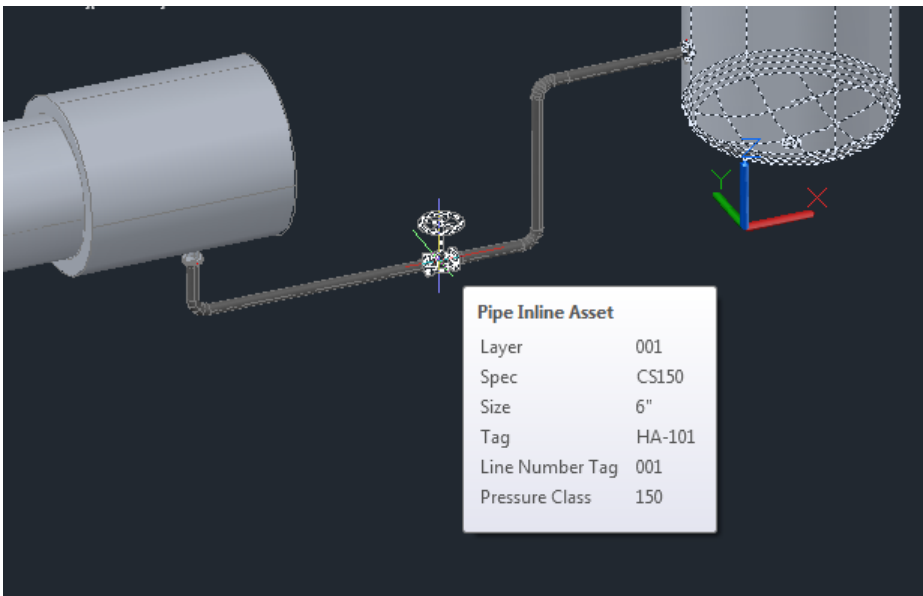 Z
Y
X
Pipe Inline Asset
Layer 001
Spec CS150
Size 6"
Tag HA-101
Line Number Tag 001
Pressure Class 150